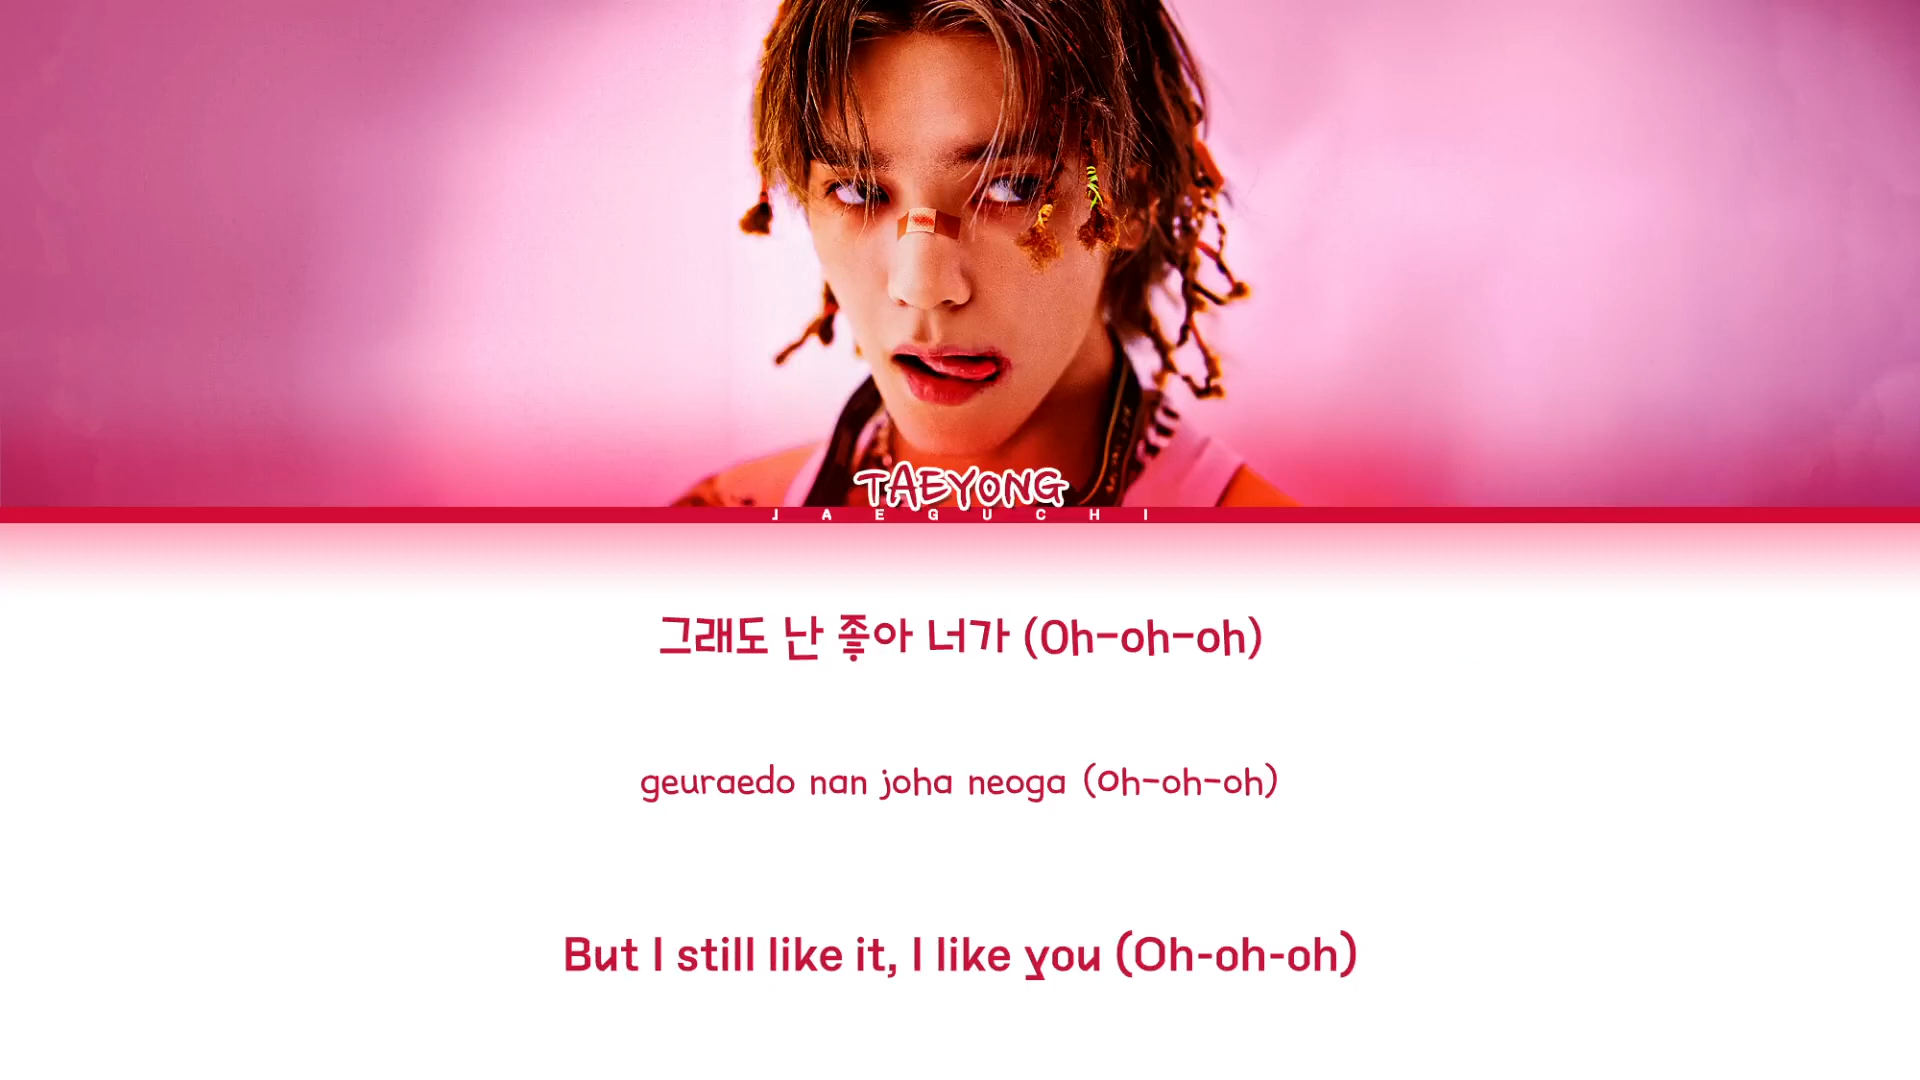 TAEYONG
JAEGUCHI
그래도 난 좋아 너가 (Oh-oh-oh)
geuraedo nan joha neoga (Oh-oh-oh)
But I still like it, I like you (Oh-oh-oh)